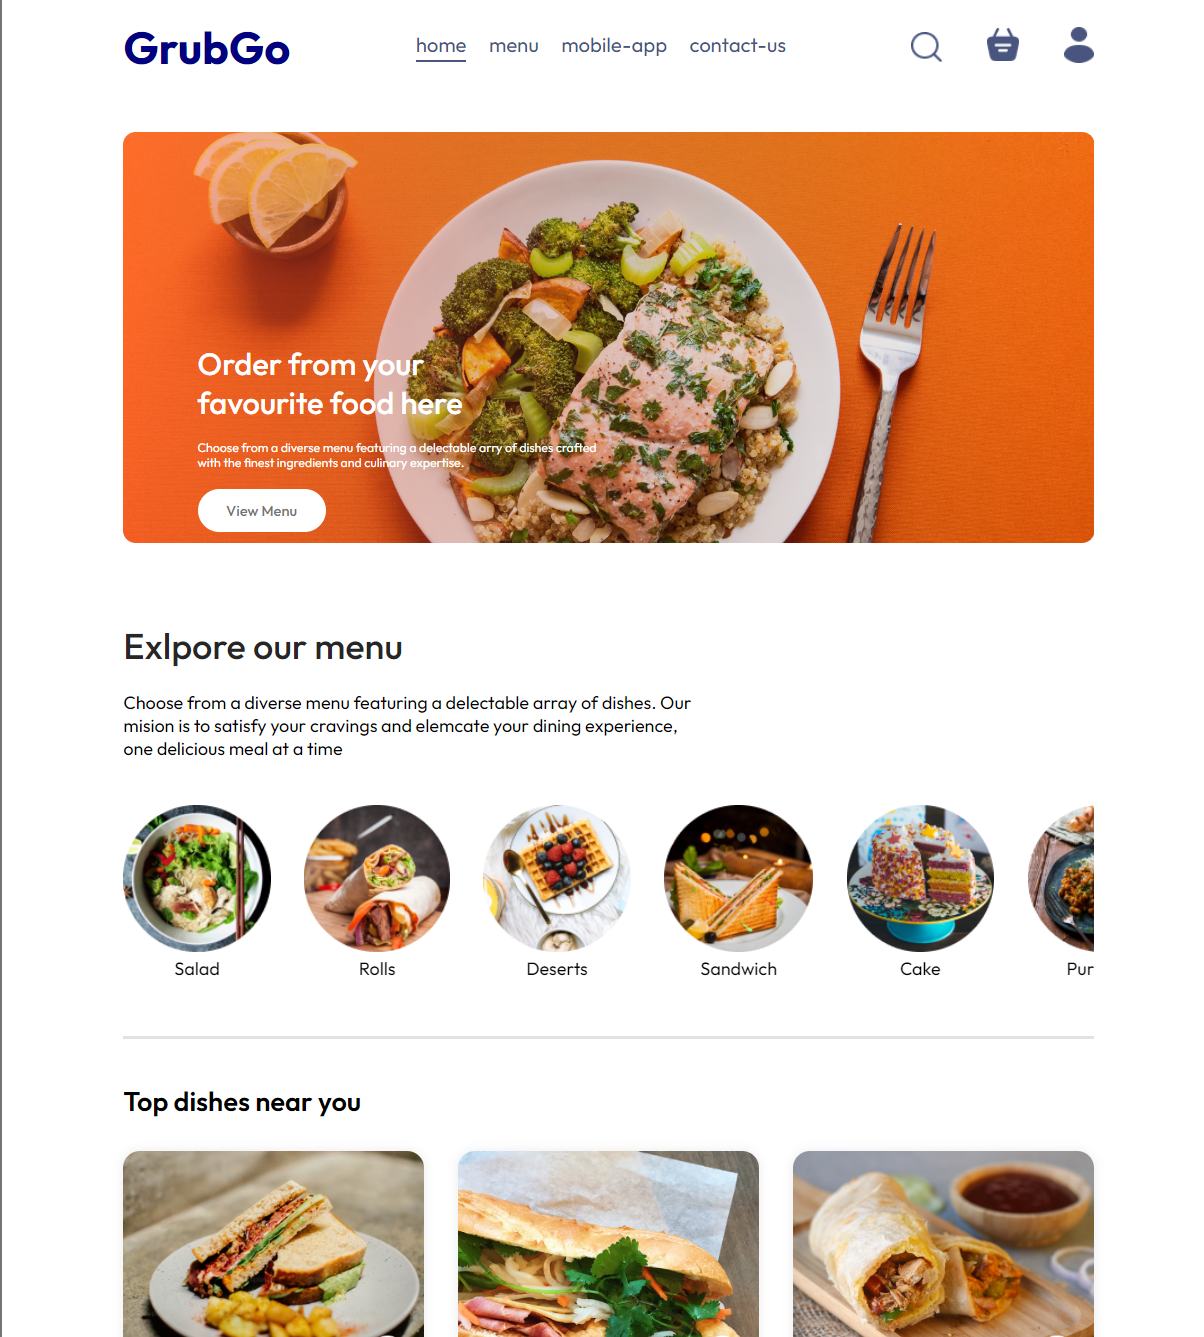 GrubGo
home menu mobile-app contact-us
Order from your
favourite food here
Choose from a diverse menu featuring a delectable arry of dishes crafted
with the finest ingredients and culinary expertise.
View Menu
Exlpore our menu
Choose from a diverse menu featuring a delectable array of dishes. Our
mision is to satisfy your cravings and elemcate your dining experience,
one delicious meal at a time
Salad Rolls Deserts Sandwich Cake Pur
Top dishes near you